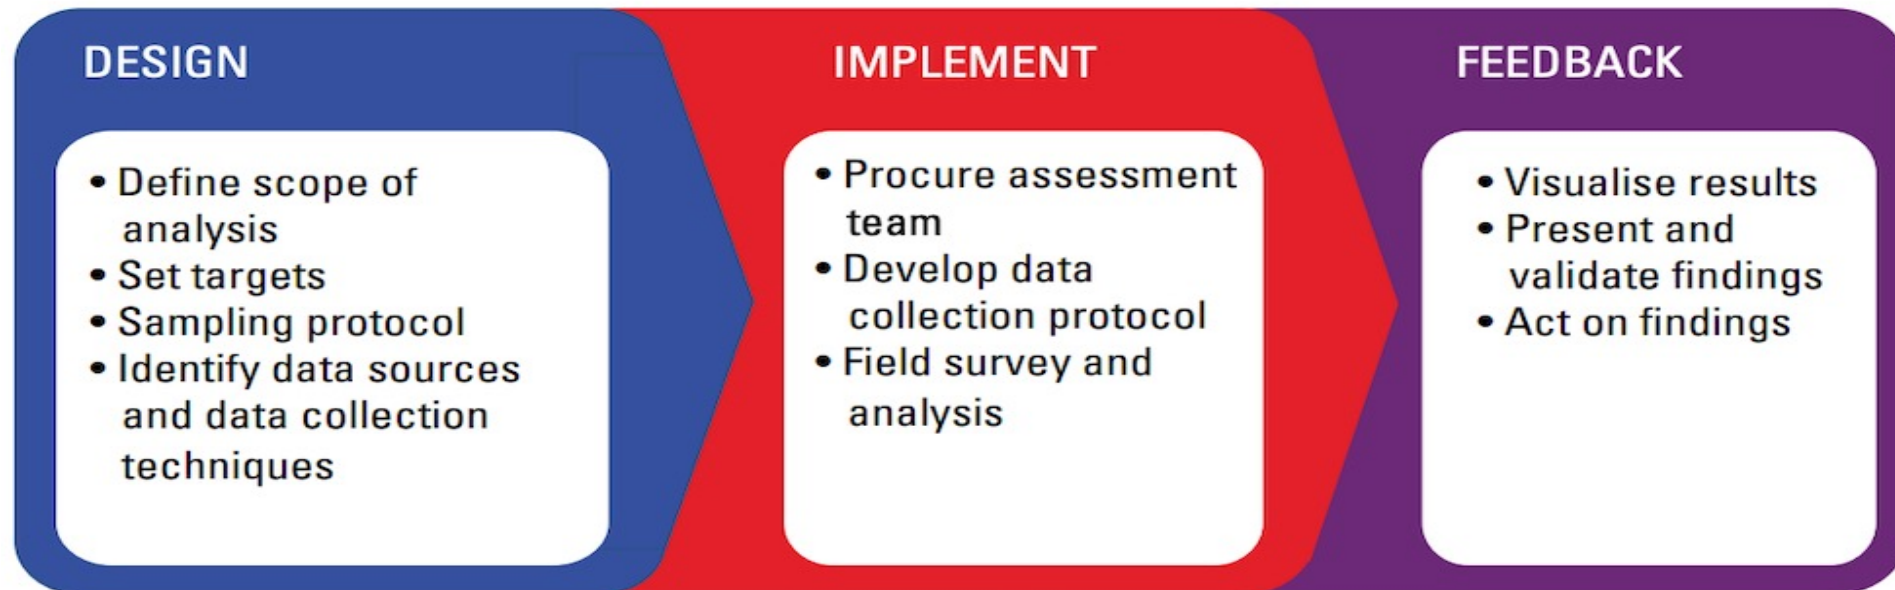 DESIGN
• Define scope of
analysis
• Set targets
• Sampling protocol
• Identify data sources
and data collection
techniques
IMPLEMENT
• Procure assessment
team
• Develop data
collection protocol
• Field survey and
analysis
FEEDBACK
• Visualise results
• Present and
validate findings
• Act on findings